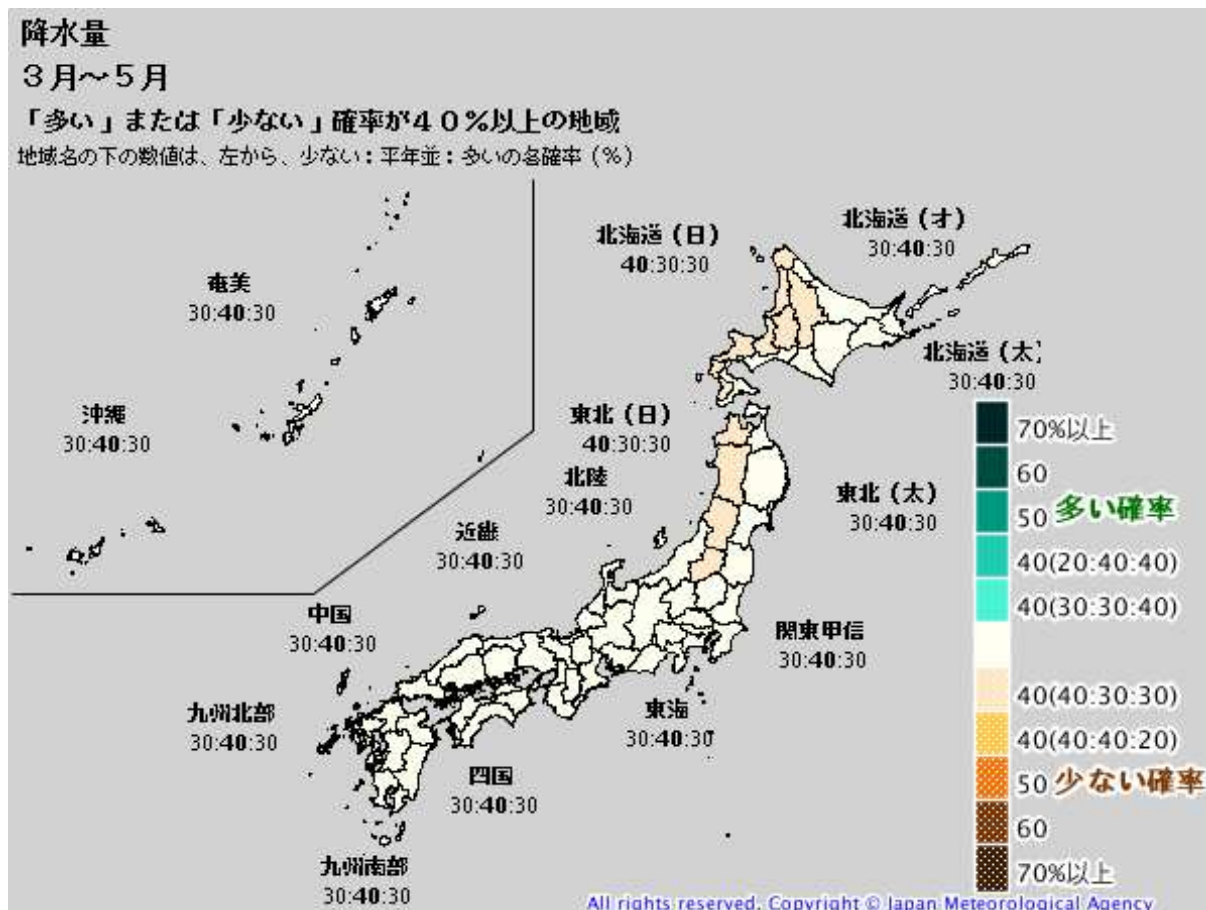 降水量
３月～５月
「多い」または「少ない」確率が４０％以上の地域
地域名の下の数値は、左から、少ない：平年並：多いの各確率（％）
北海道（日）
40:30:30
北海道（オ）
30:40:30
奄美
30:40:30
北海道（太）
30:40:30
沖縄
30:40:30
東北（日）
40:30:30
北陸
30:40:30
東北（太）
30:40:30
近畿
30:40:30
中国
30:40:30
関東甲信
30:40:30
九州北部
30:40:30
東海
30:40:30
四国
30:40:30
九州南部
30:40:30
70%以上
60
50 多い確率
40(20:40:40)
40(30:30:40)
40(40:30:30)
40(40:40:20)
50 少ない確率
60
70%以上
All rights reserved. Copyright © Japan Meteorological Agency